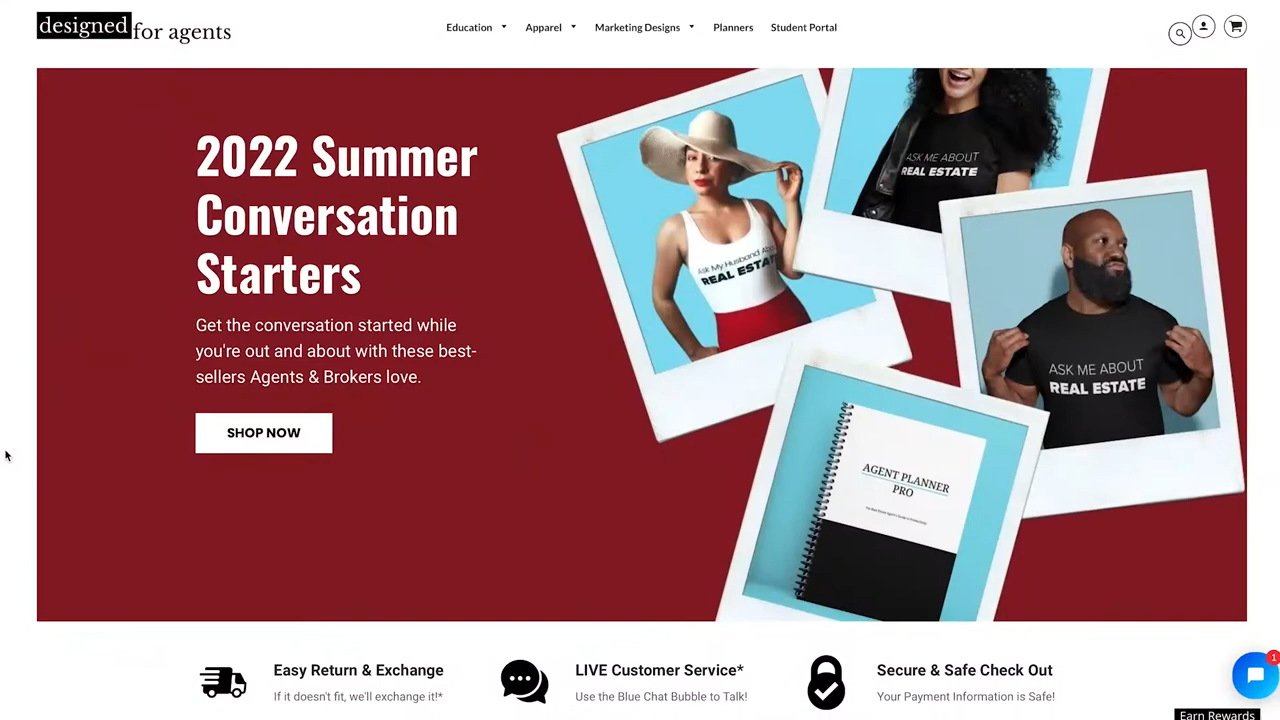 designed for agents
Education Apparel Marketing Designs Planners Student Portal
2022 Summer
Conversation
Starters
Get the conversation started while
you're out and about with these best-
sellers Agents & Brokers love.
SHOP NOW
Ask My Husband Abo
REAL ESTATE
ASK ME ABOUT
REAL ESTATE
ASK ME ABOUT
REAL ESTATE
AGENT PLANNER
PRO
Easy Return & Exchange
If it doesn't fit, we'll exchange it!*
LIVE Customer Service*
Use the Blue Chat Bubble to Talk!
Secure & Safe Check Out
Your Payment Information is Safe!
1
Earn Rewards